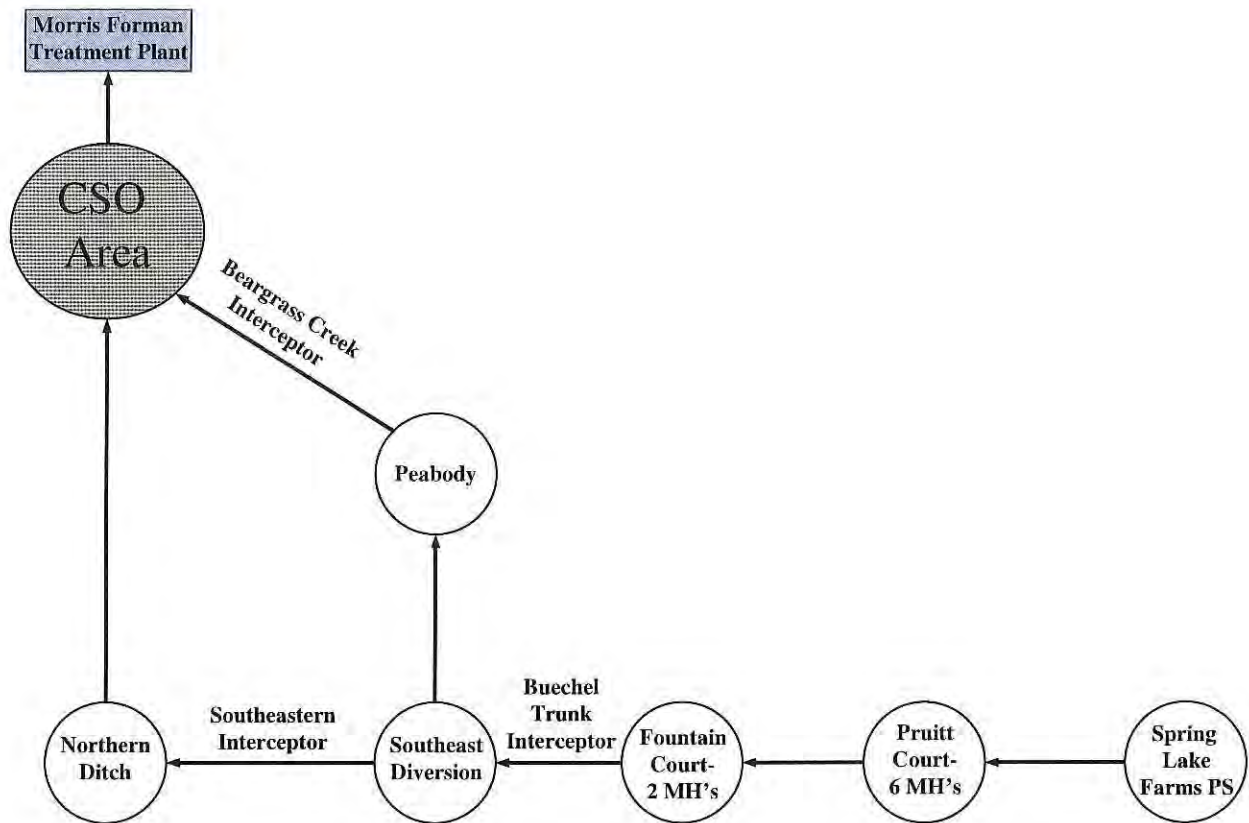 Morris Forman
Treatment Plant
CSO
Area
Beargrass Creek
Interceptor
Peabody
Northern
Ditch
Southeastern
Interceptor
Southeast
Diversion
Buechel
Trunk
Interceptor
Fountain
Court-
2 MH's
Pruitt
Court-
6 MH's
Spring
Lake
Farms PS